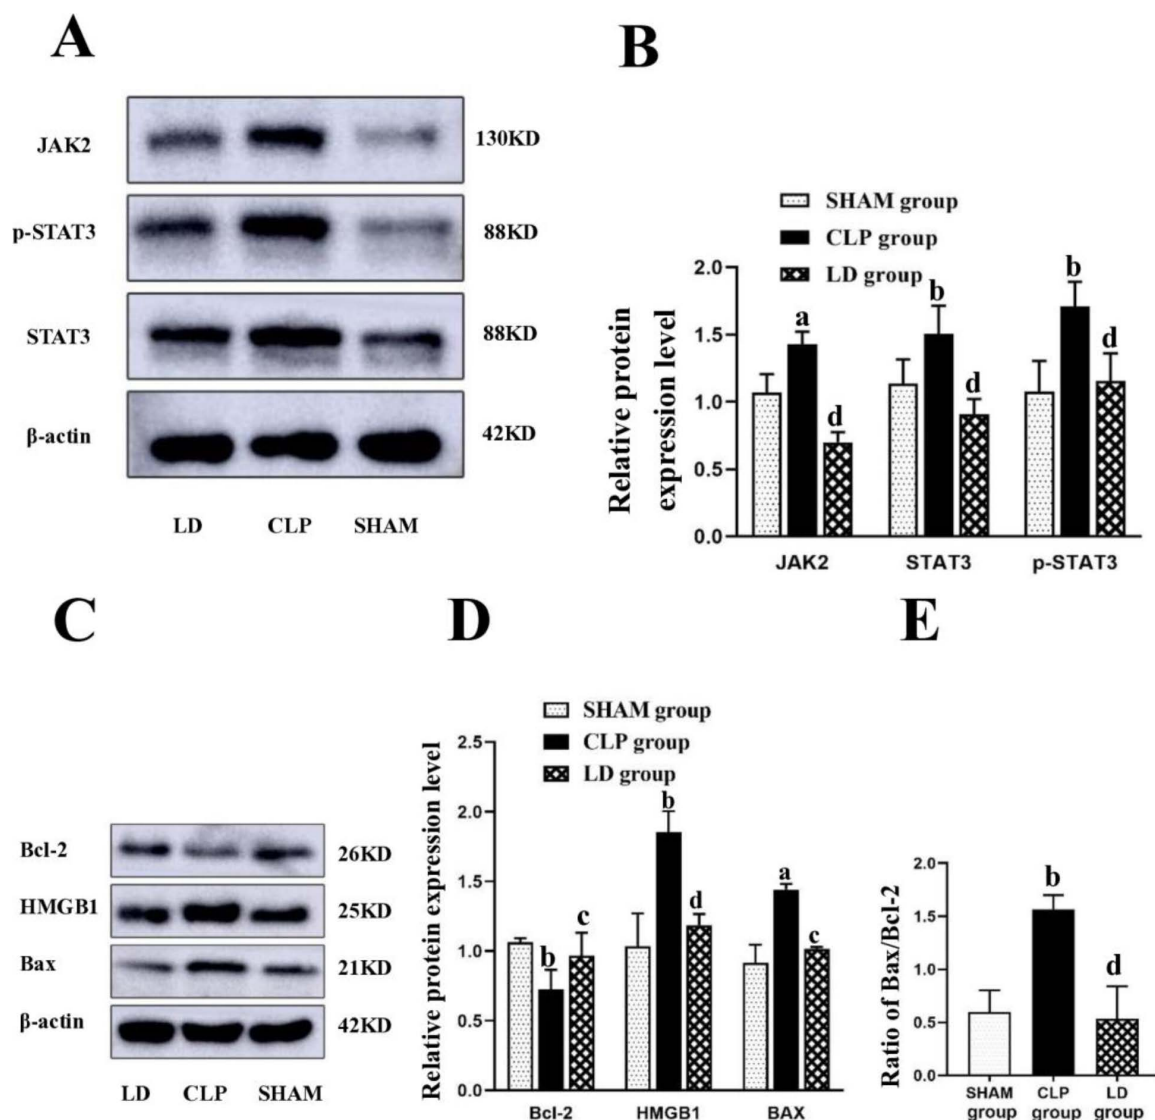 A
JAK2
130KD
p-STAT3
88KD
STAT3
88KD
β-actin
42KD
LD CLP SHAM
B
SHAM group
CLP group
LD group
Relative protein
expression level
2.0
1.5
1.0
0.5
0.0
a
d
b
d
b
d
JAK2 STAT3 p-STAT3
C
Bcl-2
26KD
HMGB1
25KD
Bax
21KD
β-actin
42KD
LD CLP SHAM
D
SHAM group
CLP group
LD group
Relative protein expression level
2.5
2.0
1.5
1.0
0.5
0.0
b
c
b
d
a
c
Bcl-2 HMGB1 BAX
E
Ratio of Bax/Bcl-2
2.0
1.5
1.0
0.5
0.0
b
d
SHAM group
CLP group
LD group